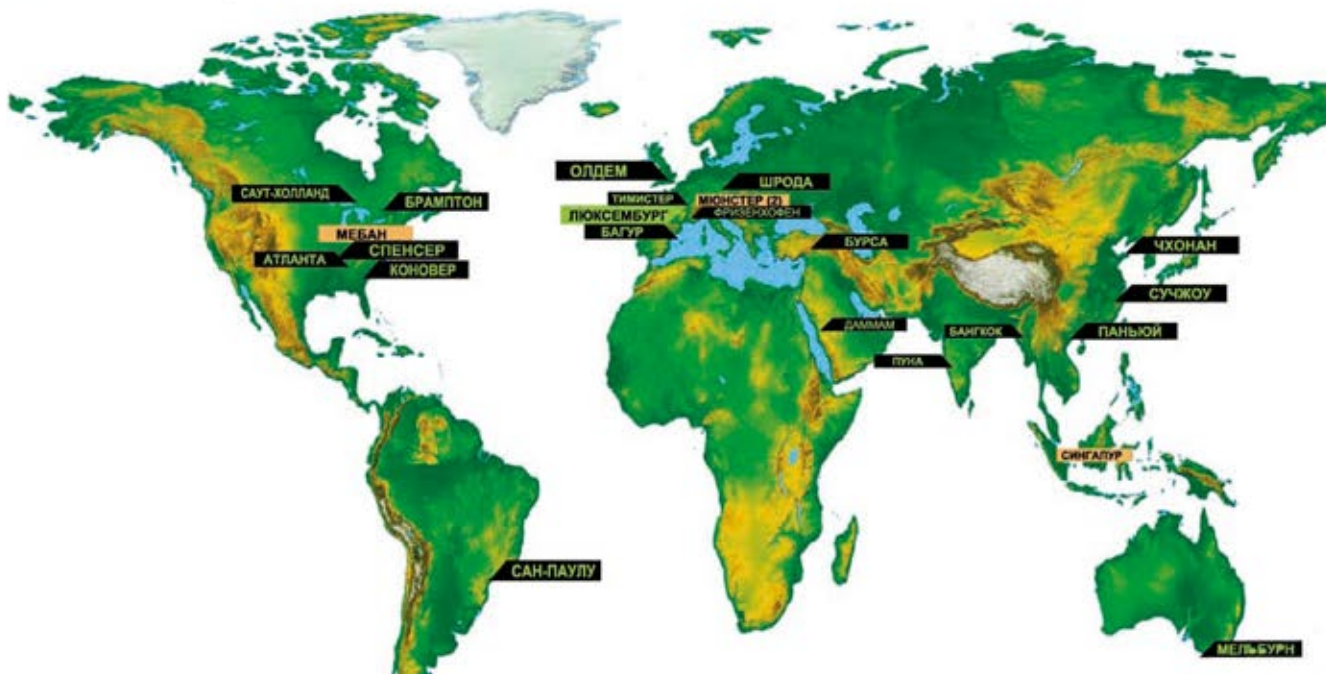 ОЛДЕМ
ШРОДА
САУТ-ХОЛЛАНД
БРАМПТОН
ТИМИСТЕР
МЮНСТЕР (2)
ЛЮКСЕМБУРГ
ФРИЗЕНХОФЕН
МЕБАН
БАГУР
БУРСА
ЧХОНАН
СПЕНСЕР
АТЛАНТА
КОНОВЕР
СУЧЖОУ
ДАММАМ
БАНГКОК
ПАНЬЮЙ
ПУНА
СИНГАПУР
САН-ПАУЛУ
МЕЛЬБУРН